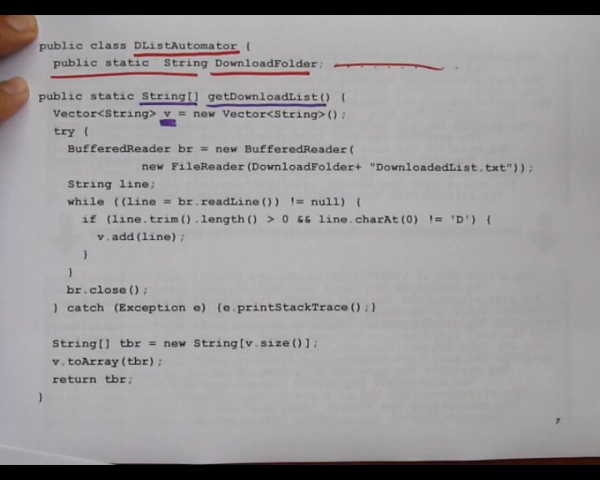 public class DListAutomator {
public static String DownloadFolder;
public static String[] getDownloadList() {
Vector<String> v = new Vector<String>();
try {
BufferedReader br = new BufferedReader(
new FileReader(DownloadFolder+ "DownloadedList.txt"));
String line;
while ((line = br.readLine()) != null) {
if (line.trim().length() > 0 && line.charAt(0) != 'D') {
v.add(line);
}
}
br.close();
} catch (Exception e) {e.printStackTrace();}
String[] tbr = new String[v.size()];
v.toArray(tbr);
return tbr;
}
7